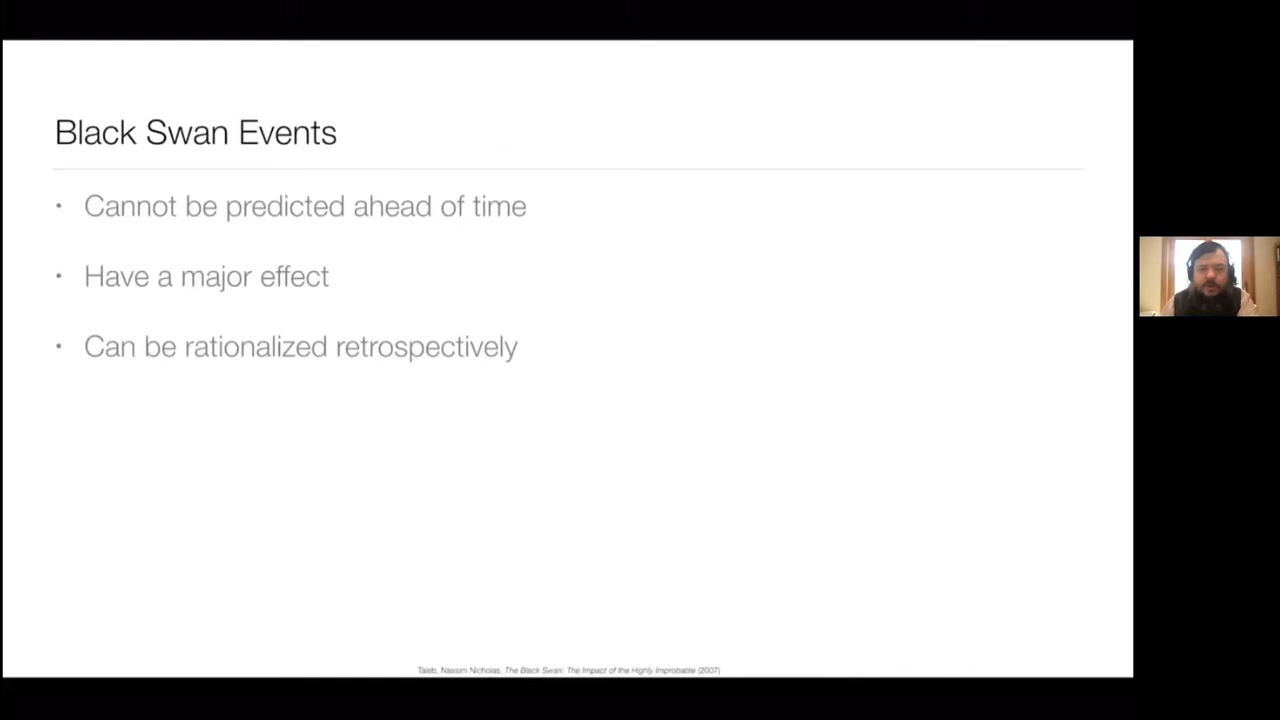 Black Swan Events
• Cannot be predicted ahead of time
• Have a major effect
• Can be rationalized retrospectively
Taleb, Nassim Nicholas, The Black Swan: The Impact of the Highly Improbable (2007)